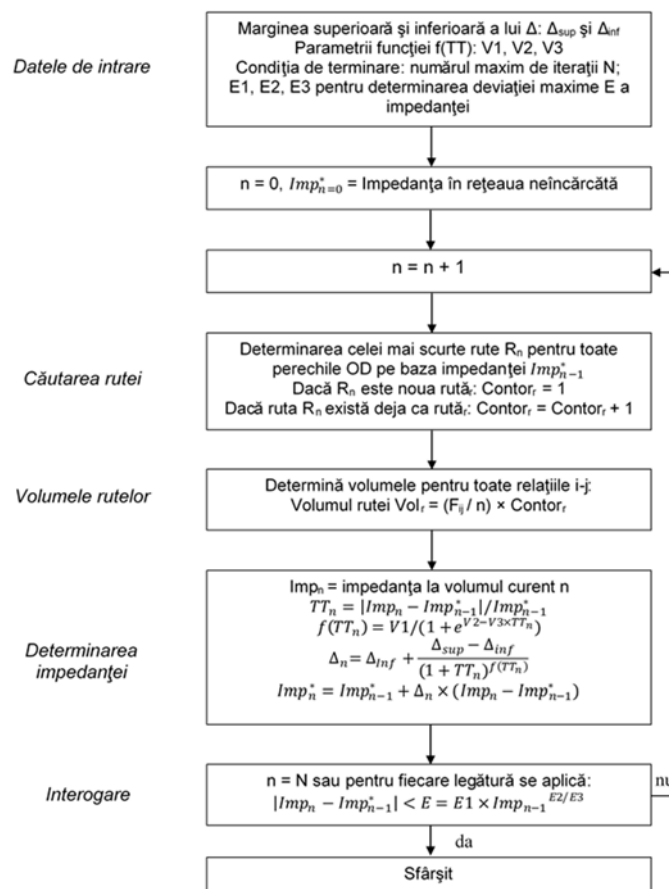 Marginea superioară şi inferioară a lui Δ: Δsup şi Δinf
Parametrii funcţiei f(TT): V1, V2, V3
Datele de intrare
Condiţia de terminare: numărul maxim de iteraţii N;
E1, E2, E3 pentru determinarea deviaţiei maxime E a
impedanţei
n = 0, Imp*n=0 = Impedanţa în reţeaua neîncărcată
n = n + 1
Căutarea rutei
Determinarea celei mai scurte rute Rn pentru toate
perechile OD pe baza impedanţei Imp*n−1
Dacă Rn este noua rutăr: Contorr = 1
Dacă ruta Rn există deja ca rutăr: Contorr = Contorr + 1
Volumele rutelor
Determină volumele pentru toate relaţiile i-j:
Volumul rutei Volr = (Fij / n) × Contorr
Determinarea
impedanţei
Impn = impedanţa la volumul curent n
TTn = |Impn − Imp*n−1|/Imp*n−1
f(TTn) = V1/(1 + e^(V2−V3×TTn))
Δn = ΔInf + (Δsup − Δinf) / (1 + TTn)^f(TTn)
Imp*n = Imp*n−1 + Δn × (Impn − Imp*n−1)
Interogare
n = N sau pentru fiecare legătură se aplică:
|Impn − Imp*n−1| < E = E1 × Impn−1^E2/E3
nu
da
Sfârşit